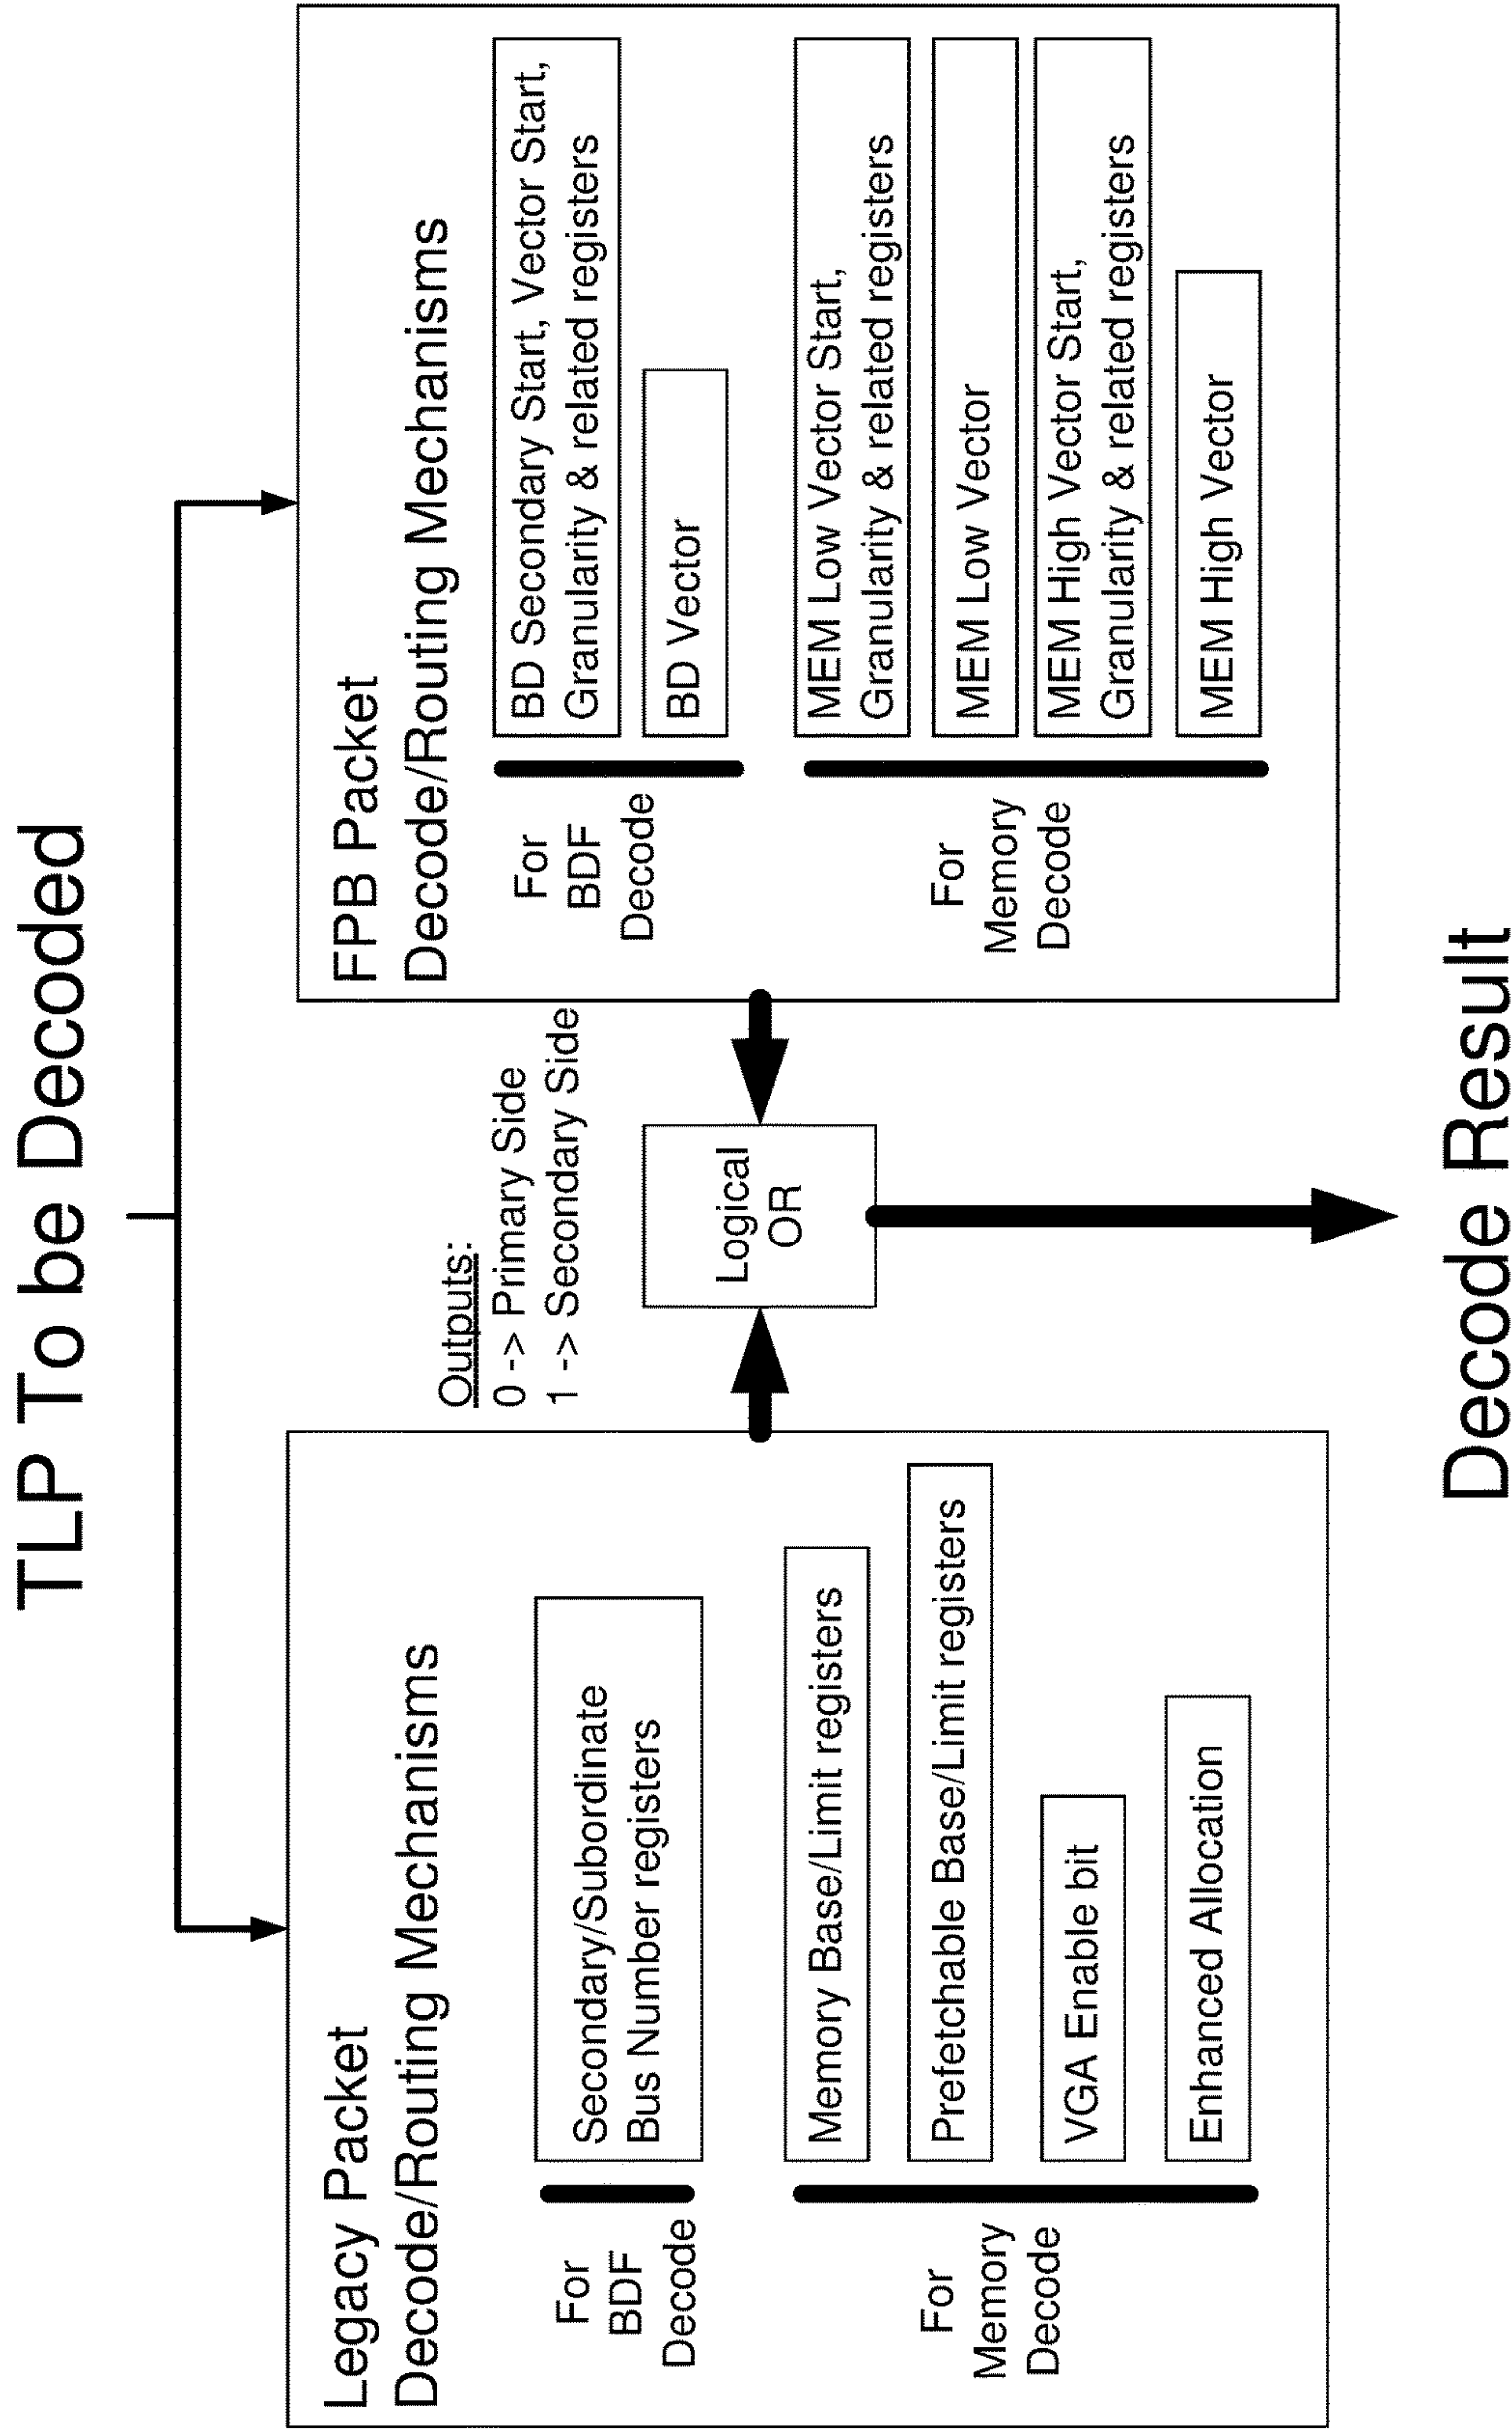 TLP To be Decoded
Legacy Packet
Decode/Routing Mechanisms
For
BDF
Decode
Secondary/Subordinate
Bus Number registers
For
Memory
Decode
Memory Base/Limit registers
Prefetchable Base/Limit registers
VGA Enable bit
Enhanced Allocation
Outputs:
0 -> Primary Side
1 -> Secondary Side
Logical
OR
FPB Packet
Decode/Routing Mechanisms
For
BDF
Decode
BD Secondary Start, Vector Start,
Granularity & related registers
BD Vector
For
Memory
Decode
MEM Low Vector Start,
Granularity & related registers
MEM Low Vector
MEM High Vector Start,
Granularity & related registers
MEM High Vector
Decode Result